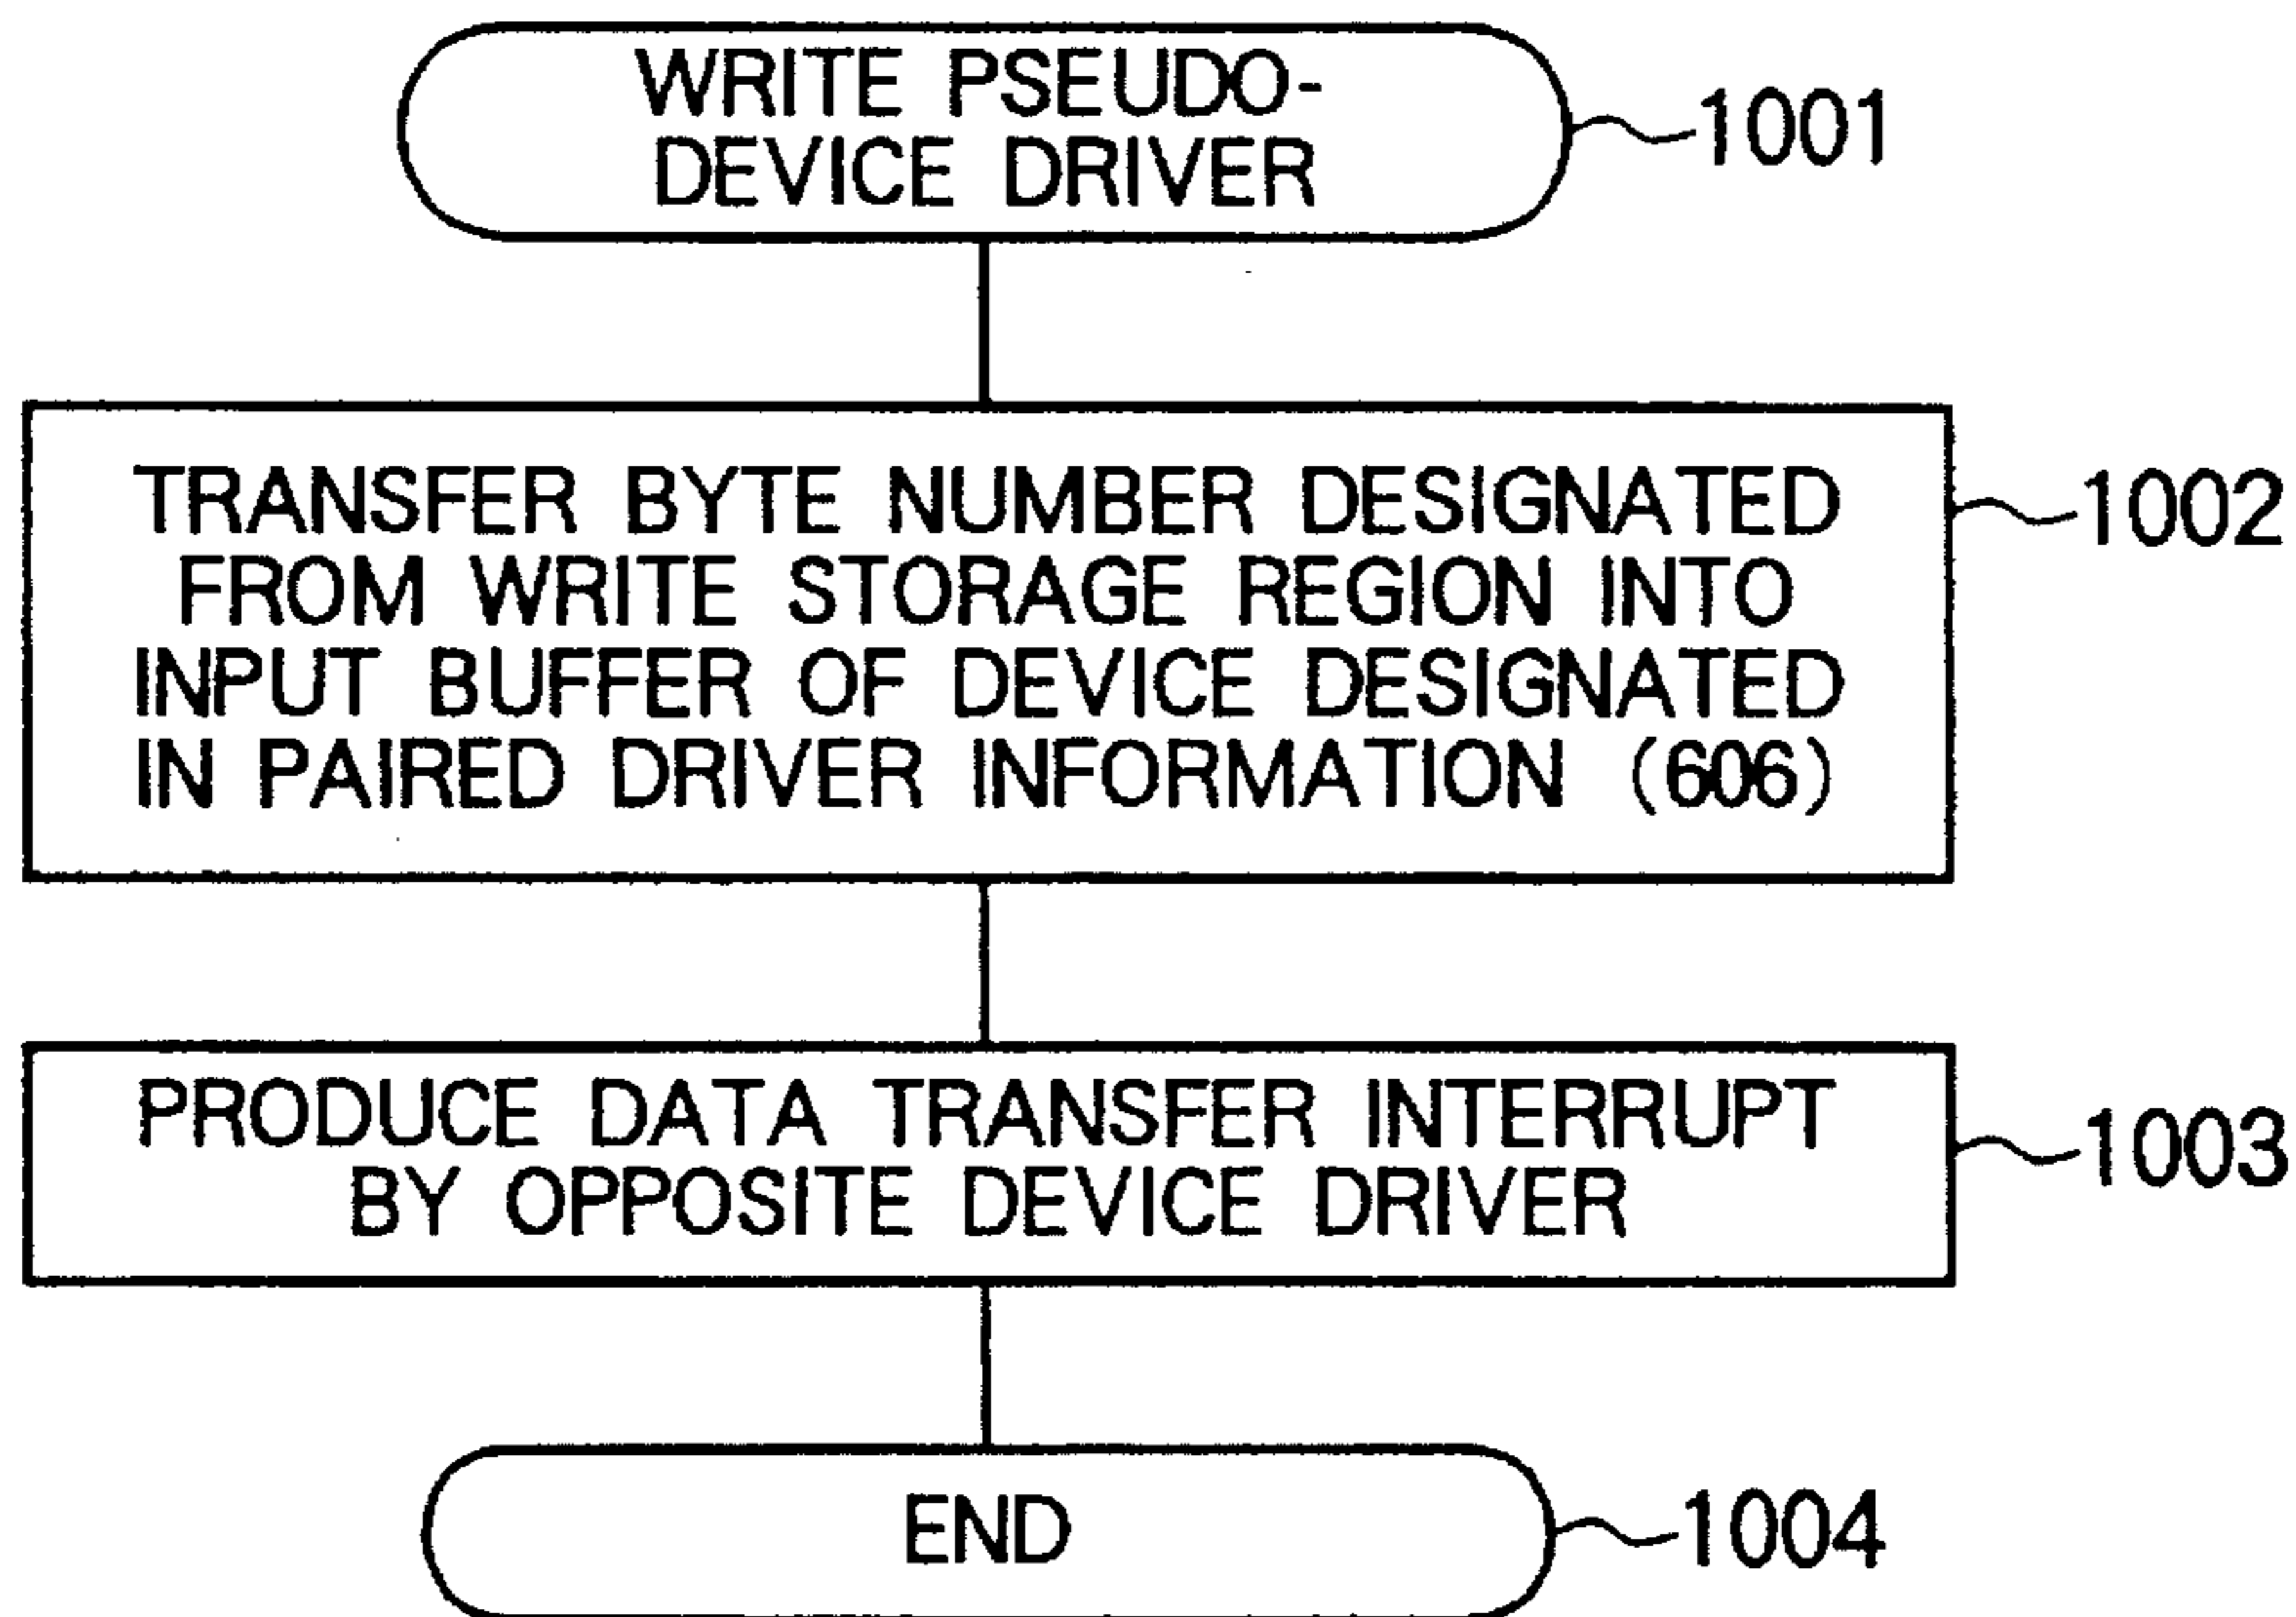 WRITE PSEUDO-
DEVICE DRIVER
1001
TRANSFER BYTE NUMBER DESIGNATED
FROM WRITE STORAGE REGION INTO
INPUT BUFFER OF DEVICE DESIGNATED
IN PAIRED DRIVER INFORMATION (606)
1002
PRODUCE DATA TRANSFER INTERRUPT
BY OPPOSITE DEVICE DRIVER
1003
END
1004